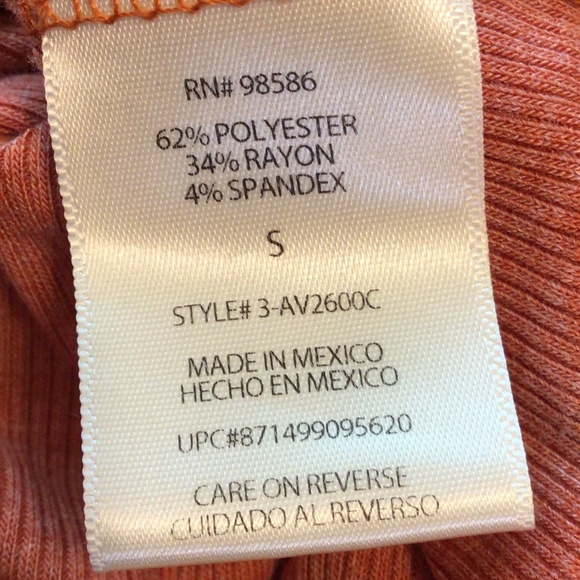 RN# 98586
62% POLYESTER
34% RAYON
4% SPANDEX
S
STYLE# 3-AV2600C
MADE IN MEXICO
HECHO EN MEXICO
UPC#871499095620
CARE ON REVERSE
CUIDADO AL REVERSO